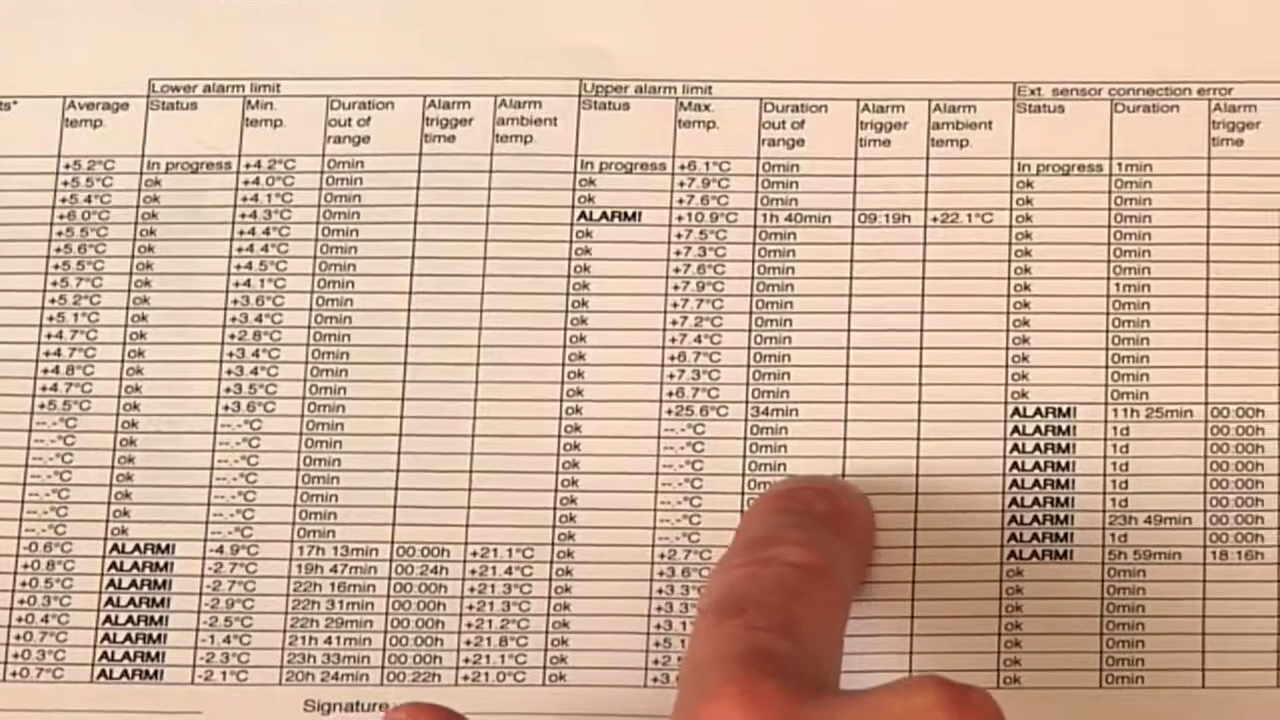 Lower alarm limit Upper alarm limit Ext. sensor connection error
ts* Average temp. Status Min. temp. Duration out of range Alarm trigger time Alarm ambient temp. Status Max. temp. Duration out of range Alarm trigger time Alarm ambient temp. Status Duration Alarm trigger time
+5.2°C In progress +4.2°C 0min In progress +6.1°C 0min In progress 1min
+5.5°C ok +4.0°C 0min ok +7.9°C 0min ok 0min
+5.4°C ok +4.1°C 0min ok +7.6°C 0min ok 0min
+6.0°C ok +4.3°C 0min ALARM! +10.9°C 1h 40min 09:19h +22.1°C ok 0min
+5.5°C ok +4.4°C 0min ok +7.5°C 0min ok 0min
+5.6°C ok +4.4°C 0min ok +7.3°C 0min ok 0min
+5.5°C ok +4.5°C 0min ok +7.6°C 0min ok 0min
+5.7°C ok +4.1°C 0min ok +7.9°C 0min ok 1min
+5.2°C ok +3.6°C 0min ok +7.7°C 0min ok 0min
+5.1°C ok +3.4°C 0min ok +7.2°C 0min ok 0min
+4.7°C ok +2.8°C 0min ok +7.4°C 0min ok 0min
+4.7°C ok +3.4°C 0min ok +6.7°C 0min ok 0min
+4.8°C ok +3.4°C 0min ok +7.3°C 0min ok 0min
+4.7°C ok +3.5°C 0min ok +6.7°C 0min ok 0min
+5.5°C ok +3.6°C 0min ok +25.6°C 34min ALARM! 11h 25min 00:00h
--.-°C ok --.-°C 0min ok --.-°C 0min ALARM! 1d 00:00h
--.-°C ok --.-°C 0min ok --.-°C 0min ALARM! 1d 00:00h
--.-°C ok --.-°C 0min ok --.-°C 0min ALARM! 1d 00:00h
--.-°C ok --.-°C 0min ok --.-°C ALARM! 1d 00:00h
--.-°C ok --.-°C 0min ok --.-°C ALARM! 1d 00:00h
--.-°C ok --.-°C 0min ok --.-°C ALARM! 23h 49min 00:00h
--.-°C ok --.-°C 0min ok --.-°C ALARM! 1d 00:00h
-0.6°C ALARM! -4.9°C 17h 13min 00:00h +21.1°C ok +2.7°C ALARM! 5h 59min 18:16h
+0.8°C ALARM! -2.7°C 19h 47min 00:24h +21.4°C ok +3.6°C ok 0min
+0.5°C ALARM! -2.7°C 22h 16min 00:00h +21.3°C ok +3.3° ok 0min
+0.3°C ALARM! -2.9°C 22h 31min 00:00h +21.3°C ok +3.3° ok 0min
+0.4°C ALARM! -2.5°C 22h 29min 00:00h +21.2°C ok +3.1 ok 0min
+0.7°C ALARM! -1.4°C 21h 41min 00:00h +21.8°C ok +5.1 ok 0min
+0.3°C ALARM! -2.3°C 23h 33min 00:00h +21.1°C ok +2. ok 0min
+0.7°C ALARM! -2.1°C 20h 24min 00:22h +21.0°C ok +3. ok 0min
Signature